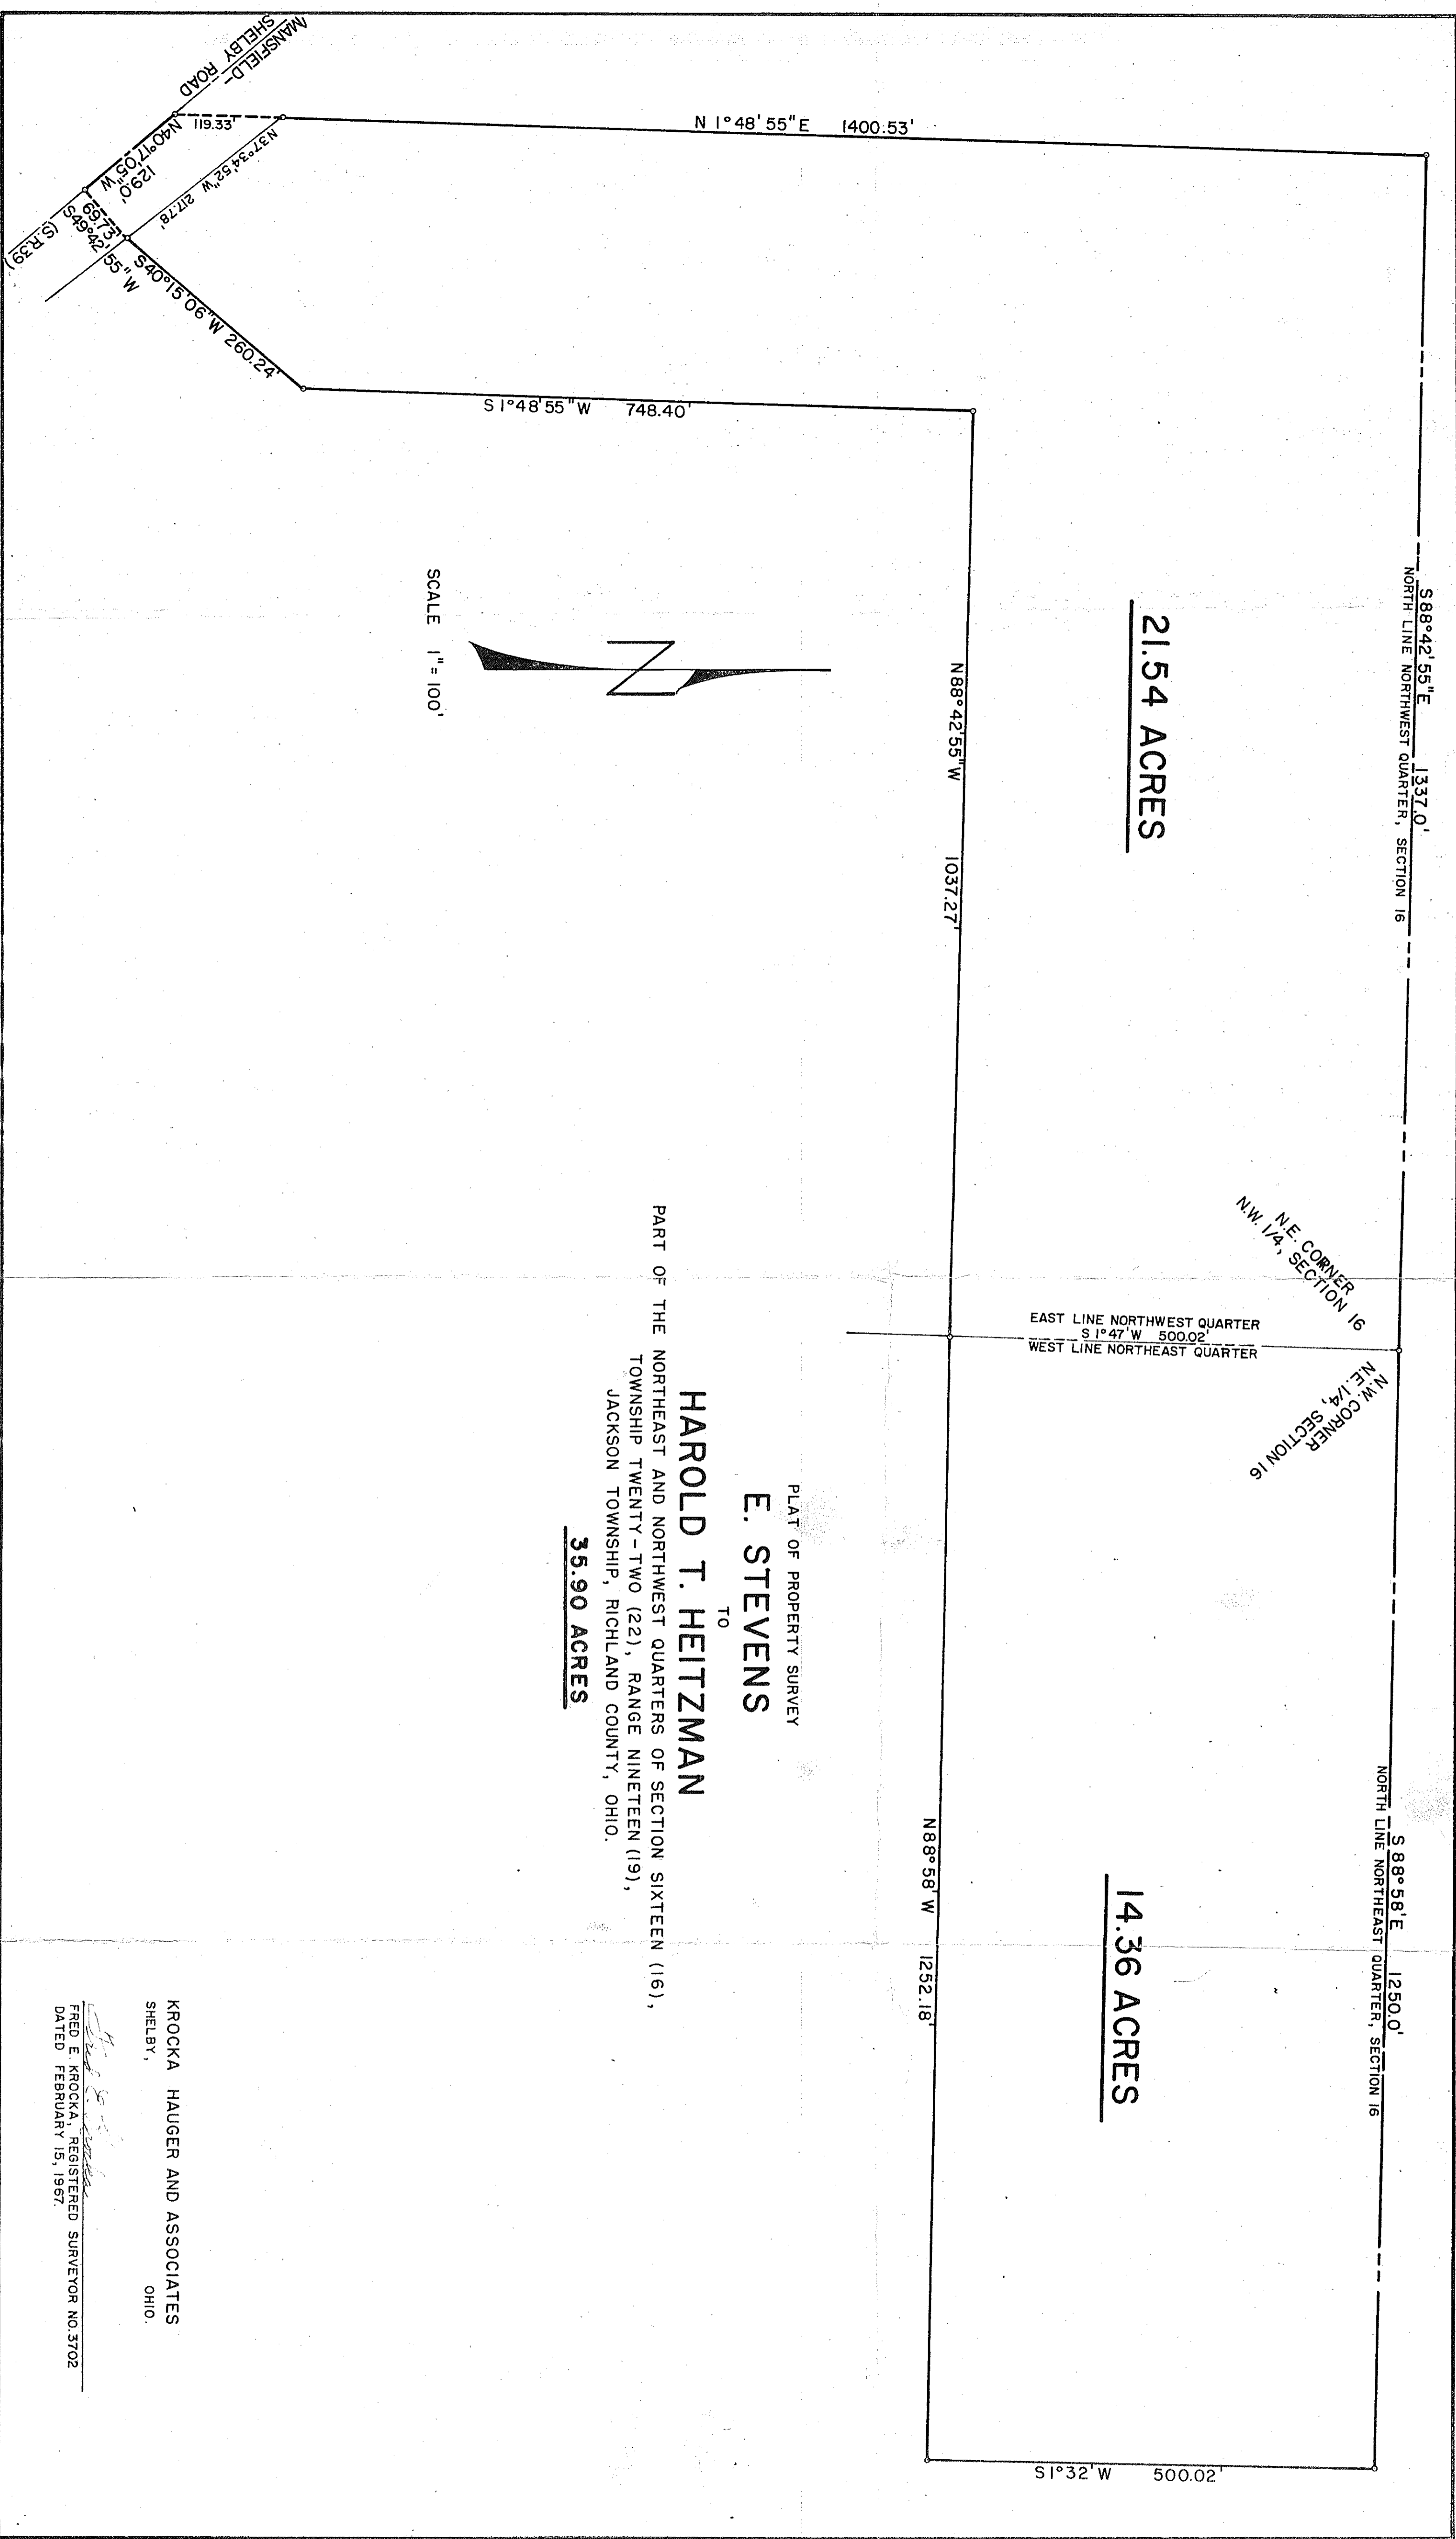 S 88°42'55"E 1337.0'
NORTH LINE NORTHWEST QUARTER, SECTION 16
S 88°58'E 1250.0'
NORTH LINE NORTHEAST QUARTER, SECTION 16
N.E. CORNER
N.W. 1/4, SECTION 16
N.W. CORNER
N.E. 1/4, SECTION 16
21.54 ACRES
14.36 ACRES
EAST LINE NORTHWEST QUARTER
S 1°47'W 500.02'
WEST LINE NORTHEAST QUARTER
S 1°32'W 500.02'
N 1°48'55"E 1400.53'
N88°42'55"W 1037.27'
N88°58'W 1252.18'
S 1°48'55"W 748.40'
S40°15'06"W 260.24'
N37°34'52"W 217.78'
119.33'
N40°17'05"W
129.0'
69.73'
S49°42'55"W
MANSFIELD-
SHELBY ROAD
(S.R.39)
SCALE 1" = 100'
PLAT OF PROPERTY SURVEY
E. STEVENS
TO
HAROLD T. HEITZMAN
PART OF THE NORTHEAST AND NORTHWEST QUARTERS OF SECTION SIXTEEN (16),
TOWNSHIP TWENTY-TWO (22), RANGE NINETEEN (19),
JACKSON TOWNSHIP, RICHLAND COUNTY, OHIO.
35.90 ACRES
KROCKA HAUGER AND ASSOCIATES
SHELBY, OHIO.
Fred E. Krocka
FRED E. KROCKA, REGISTERED SURVEYOR NO.3702
DATED FEBRUARY 15, 1967.
N